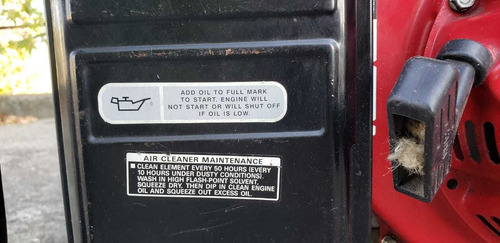 ADD OIL TO FULL MARK
TO START. ENGINE WILL
NOT START OR WILL SHUT OFF
IF OIL IS LOW.
AIR CLEANER MAINTENANCE
■ CLEAN ELEMENT EVERY 50 HOURS (EVERY
10 HOURS UNDER DUSTY CONDITIONS).
WASH IN HIGH FLASH-POINT SOLVENT,
SQUEEZE DRY, THEN DIP IN CLEAN ENGINE
OIL AND SQUEEZE OUT EXCESS OIL.